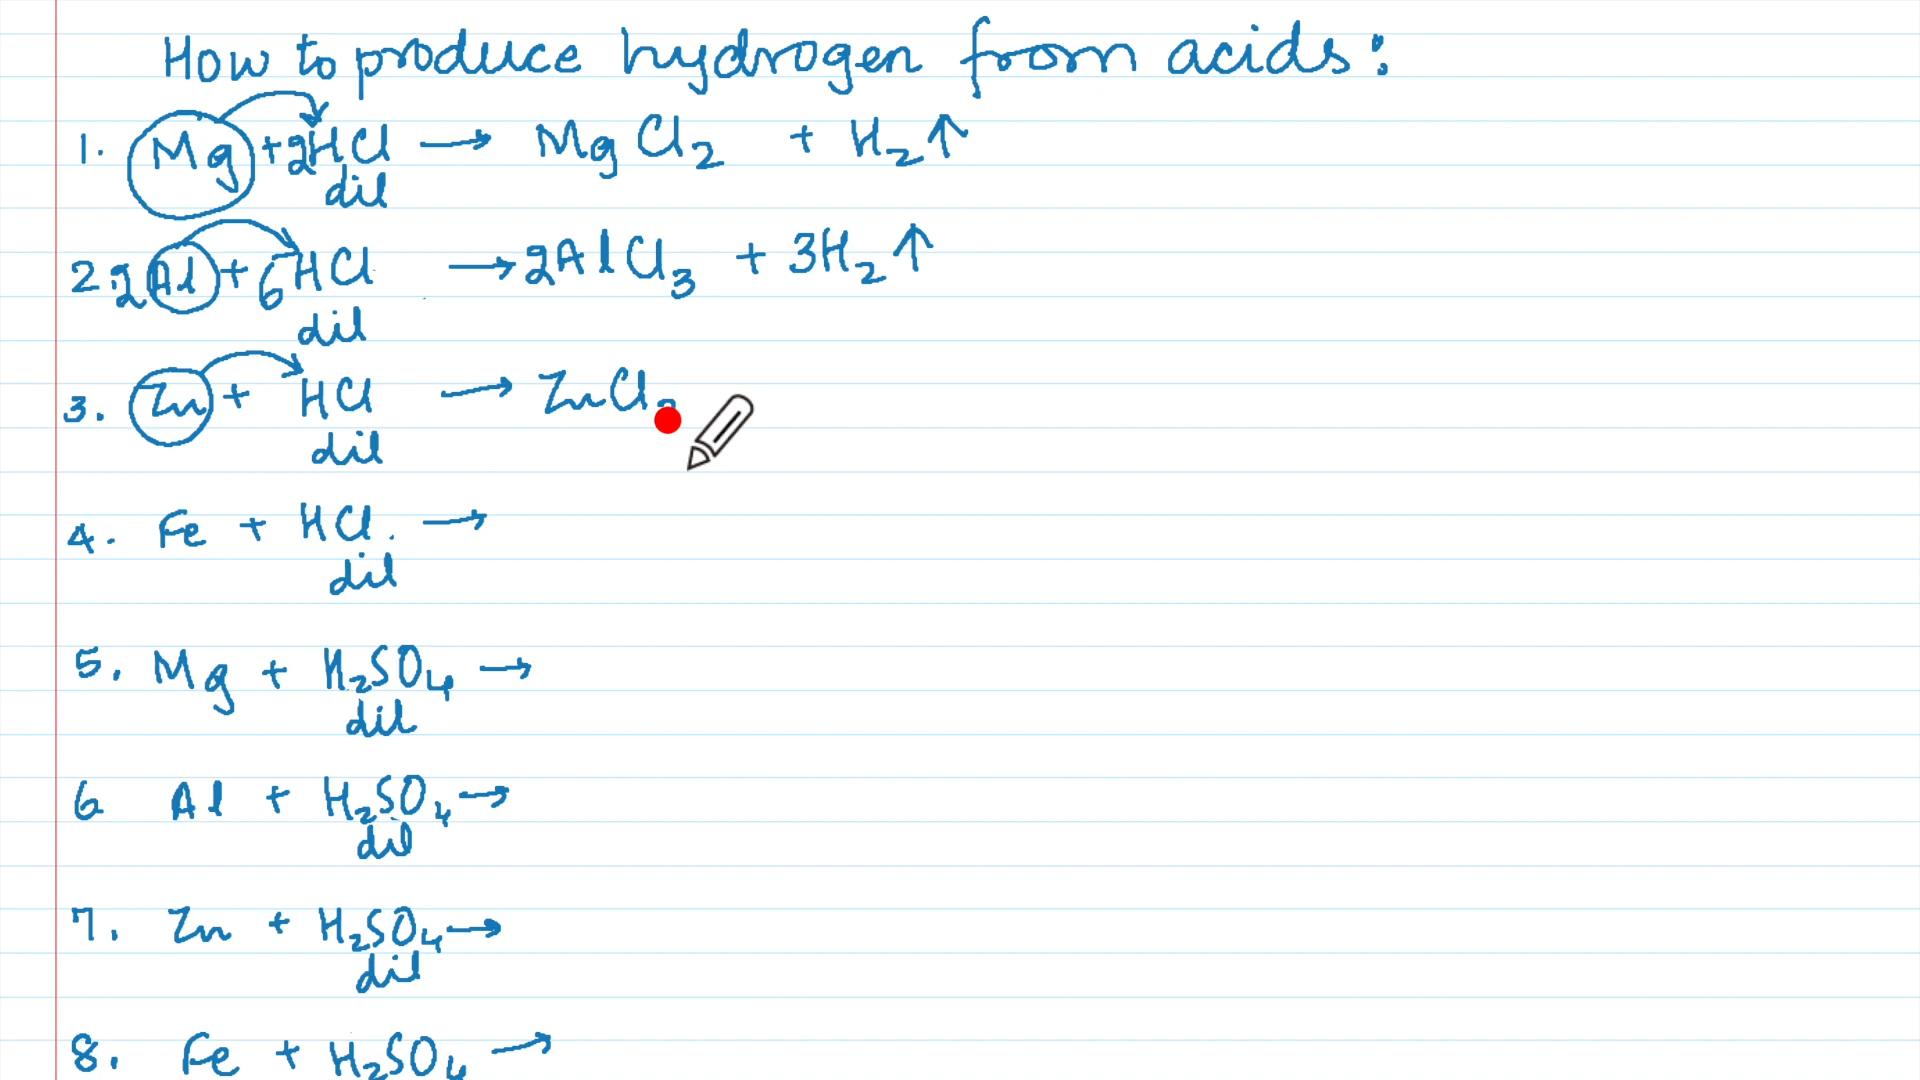 How to produce hydrogen from acids:
1. Mg + 2HCl → MgCl₂ + H₂↑
dil
2. 2Al + 6HCl → 2AlCl₃ + 3H₂↑
dil
3. Zn + HCl → ZnCl
dil
4. Fe + HCl. →
dil
5. Mg + H₂SO₄ →
dil
6 Al + H₂SO₄ →
dil
7. Zn + H₂SO₄ →
dil
8. Fe + H₂SO₄ →